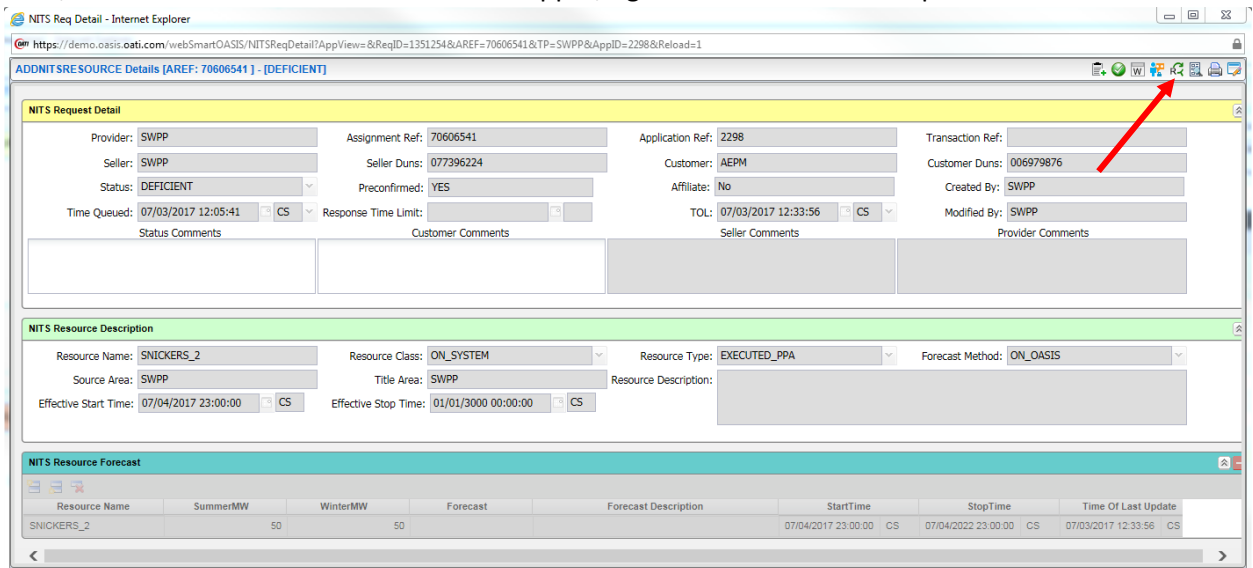 NITS Req Detail - Internet Explorer
OATI https://demo.oasis.oati.com/webSmartOASIS/NITSReqDetail?AppView=&ReqID=1351254&AREF=70606541&TP=SWPP&AppID=2298&Reload=1
ADDNITSRESOURCE Details [AREF: 70606541 ] - [DEFICIENT]
W
NITS Request Detail
Provider: SWPP Assignment Ref: 70606541 Application Ref: 2298 Transaction Ref:
Seller: SWPP Seller Duns: 077396224 Customer: AEPM Customer Duns: 006979876
Status: DEFICIENT Preconfirmed: YES Affiliate: No Created By: SWPP
Time Queued: 07/03/2017 12:05:41 CS Response Time Limit: TOL: 07/03/2017 12:33:56 CS Modified By: SWPP
Status Comments Customer Comments Seller Comments Provider Comments
NITS Resource Description
Resource Name: SNICKERS_2 Resource Class: ON_SYSTEM Resource Type: EXECUTED_PPA Forecast Method: ON_OASIS
Source Area: SWPP Title Area: SWPP Resource Description:
Effective Start Time: 07/04/2017 23:00:00 CS Effective Stop Time: 01/01/3000 00:00:00 CS
NITS Resource Forecast
Resource Name SummerMW WinterMW Forecast Forecast Description StartTime StopTime Time Of Last Update
SNICKERS_2 50 50 07/04/2017 23:00:00 CS 07/04/2022 23:00:00 CS 07/03/2017 12:33:56 CS